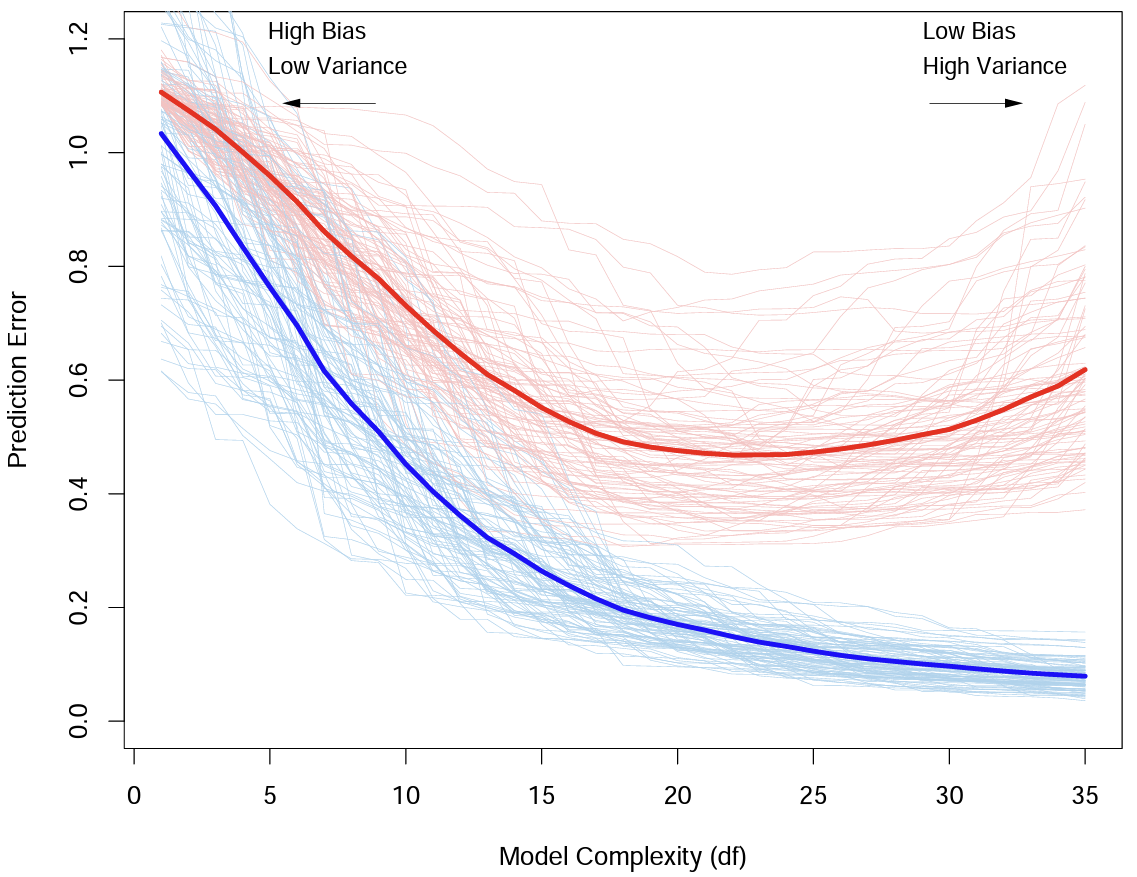 High Bias
Low Variance
Low Bias
High Variance
Prediction Error
1.2
1.0
0.8
0.6
0.4
0.2
0.0
0 5 10 15 20 25 30 35
Model Complexity (df)